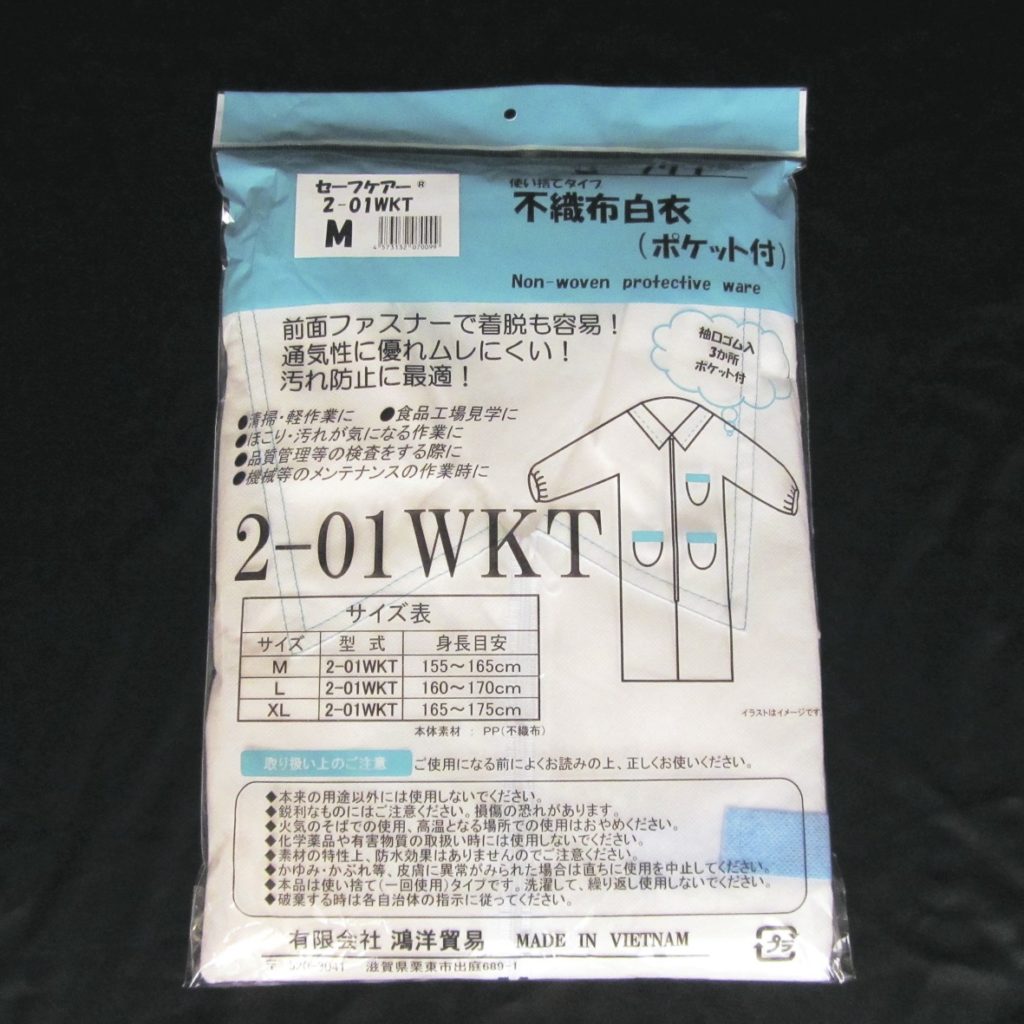 セーフケアー®
2-01WKT
M
4 573132 070099
使い捨てタイプ
不織布白衣
(ポケット付)
Non-woven protective ware
前面ファスナーで着脱も容易！
通気性に優れムレにくい！
汚れ防止に最適！
袖口ゴム入
3か所
ポケット付
●清掃・軽作業に ●食品工場見学に
●ほこり・汚れが気になる作業に
●品質管理等の検査をする際に
●機械等のメンテナンスの作業時に
2-01WKT
サイズ表
サイズ 型式 身長目安
M 2-01WKT 155～165cm
L 2-01WKT 160～170cm
XL 2-01WKT 165～175cm
本体素材 : PP(不織布)
イラストはイメージです
取り扱い上のご注意 ご使用になる前によくお読みの上、正しくお使いください。
◆本来の用途以外には使用しないでください。
◆鋭利なものにはご注意ください。損傷の恐れがあります。
◆火気のそばでの使用、高温となる場所での使用はおやめください。
◆化学薬品や有害物質の取扱い時には使用しないでください。
◆素材の特性上、防水効果はありませんのでご注意ください。
◆かゆみ・かぶれ等、皮膚に異常がみられた場合は直ちに使用を中止してください。
◆本品は使い捨て(一回使用)タイプです。洗濯して、繰り返し使用しないでください。
◆破棄する時は各自治体の指示に従ってください。
有限会社 鴻洋貿易 MADE IN VIETNAM
プラ
〒520-3041 滋賀県栗東市出庭689-1